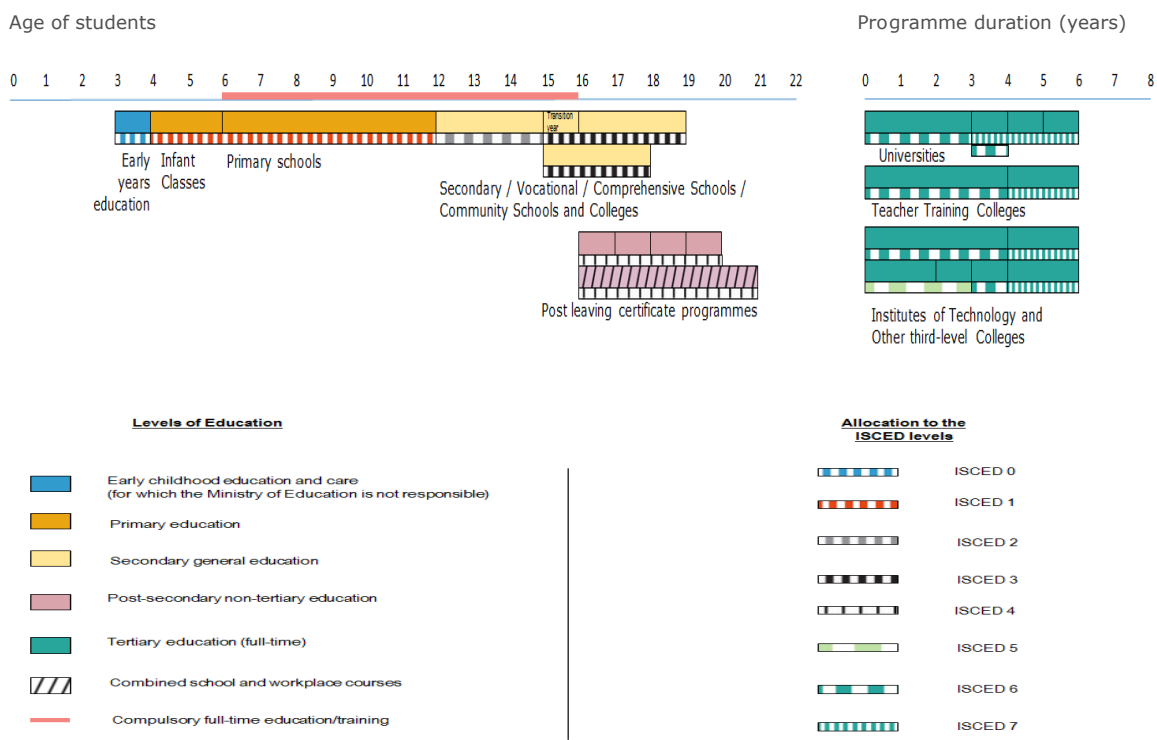 Age of students
Programme duration (years)
0 1 2 3 4 5 6 7 8 9 10 11 12 13 14 15 16 17 18 19 20 21 22
0 1 2 3 4 5 6 7 8
Transition
year
Early
years
education
Infant
Classes
Primary schools
Secondary / Vocational / Comprehensive Schools /
Community Schools and Colleges
Post leaving certificate programmes
Universities
Teacher Training Colleges
Institutes of Technology and
Other third-level Colleges
Levels of Education
Early childhood education and care
(for which the Ministry of Education is not responsible)
Primary education
Secondary general education
Post-secondary non-tertiary education
Tertiary education (full-time)
Combined school and workplace courses
Compulsory full-time education/training
Allocation to the
ISCED levels
ISCED 0
ISCED 1
ISCED 2
ISCED 3
ISCED 4
ISCED 5
ISCED 6
ISCED 7